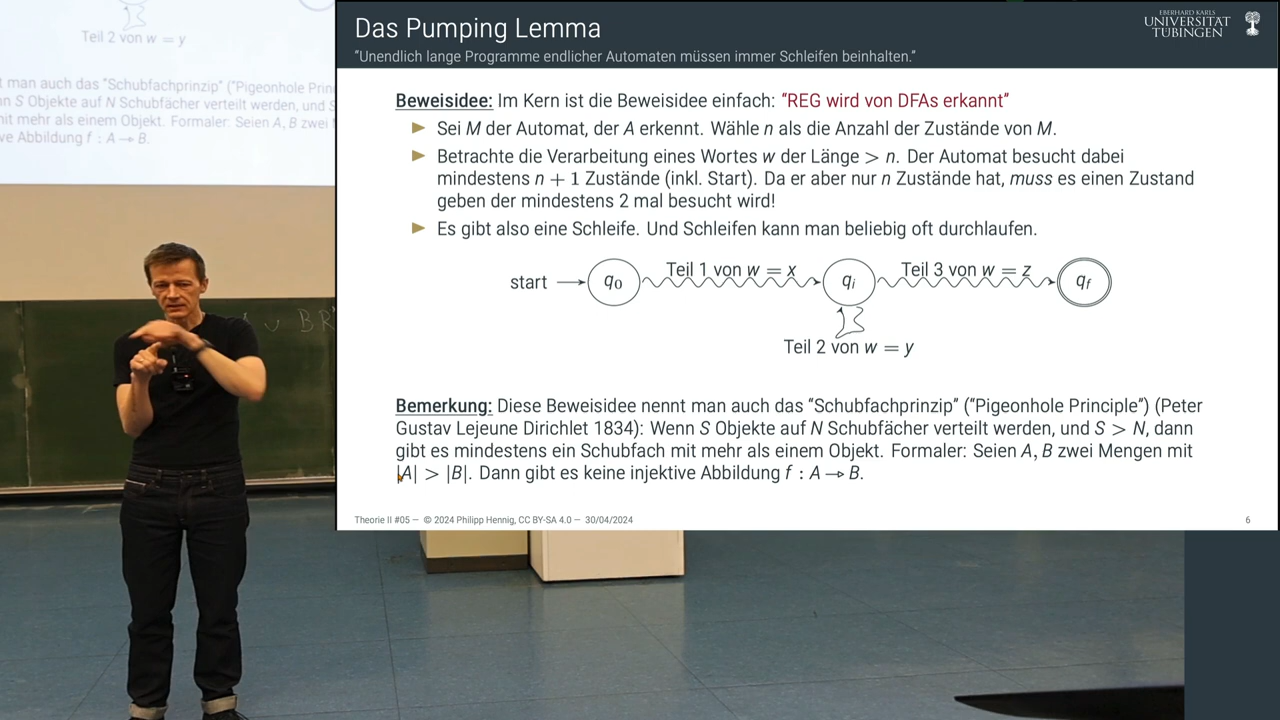 Teil 2 von w = y
t man auch das “Schubfachprinzip” (“Pigeonhole Prin
nn S Objekte auf N Schubfächer verteilt werden, und S
mit mehr als einem Objekt. Formaler: Seien A, B zwei
ve Abbildung f : A → B.
Das Pumping Lemma
“Unendlich lange Programme endlicher Automaten müssen immer Schleifen beinhalten.”
EBERHARD KARLS
UNIVERSITAT
TUBINGEN
Beweisidee: Im Kern ist die Beweisidee einfach: “REG wird von DFAs erkannt”
Sei M der Automat, der A erkennt. Wähle n als die Anzahl der Zustände von M.
Betrachte die Verarbeitung eines Wortes w der Länge > n. Der Automat besucht dabei
mindestens n + 1 Zustände (inkl. Start). Da er aber nur n Zustände hat, muss es einen Zustand
geben der mindestens 2 mal besucht wird!
Es gibt also eine Schleife. Und Schleifen kann man beliebig oft durchlaufen.
start q0 Teil 1 von w = x qi Teil 3 von w = z qf
Teil 2 von w = y
Bemerkung: Diese Beweisidee nennt man auch das “Schubfachprinzip” (“Pigeonhole Principle”) (Peter
Gustav Lejeune Dirichlet 1834): Wenn S Objekte auf N Schubfächer verteilt werden, und S > N, dann
gibt es mindestens ein Schubfach mit mehr als einem Objekt. Formaler: Seien A, B zwei Mengen mit
|A| > |B|. Dann gibt es keine injektive Abbildung f : A → B.
Theorie II #05 — © 2024 Philipp Hennig, CC BY-SA 4.0 — 30/04/2024
6